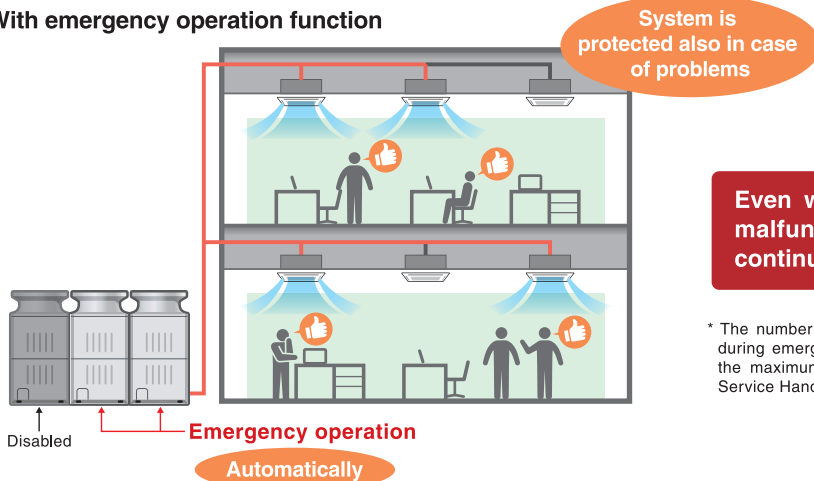 With emergency operation function
System is
protected also in case
of problems
Even
malfun
continu
* The number
during emerg
the maximum
Service Hand
Disabled
Emergency operation
Automatically